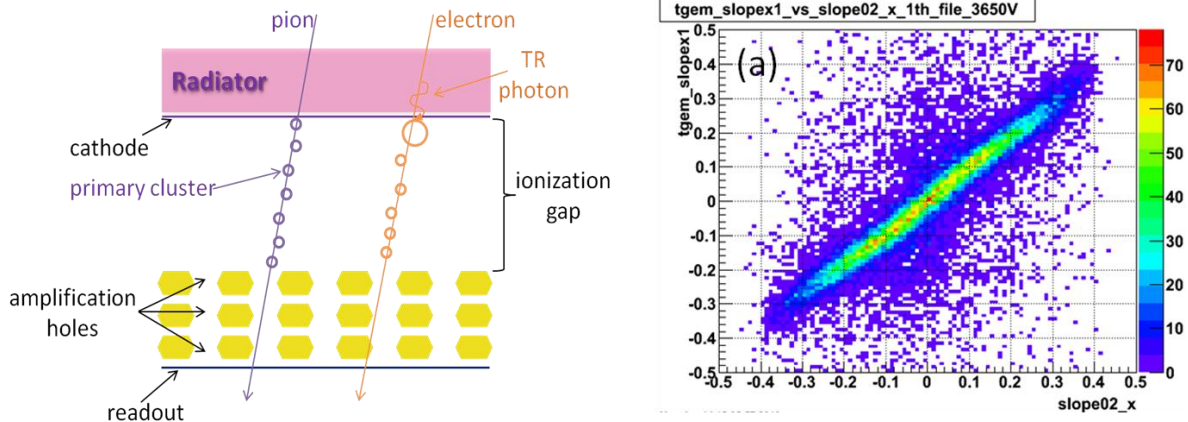 pion
electron
Radiator
TR
photon
cathode
primary cluster
ionization
gap
amplification
holes
readout
tgem_slopex1_vs_slope02_x_1th_file_3650V
(a)
tgem_slopex1
0.5
0.4
0.3
0.2
0.1
0
-0.1
-0.2
-0.3
-0.4
-0.5
-0.5 -0.4 -0.3 -0.2 -0.1 0 0.1 0.2 0.3 0.4 0.5
slope02_x
70
60
50
40
30
20
10
0